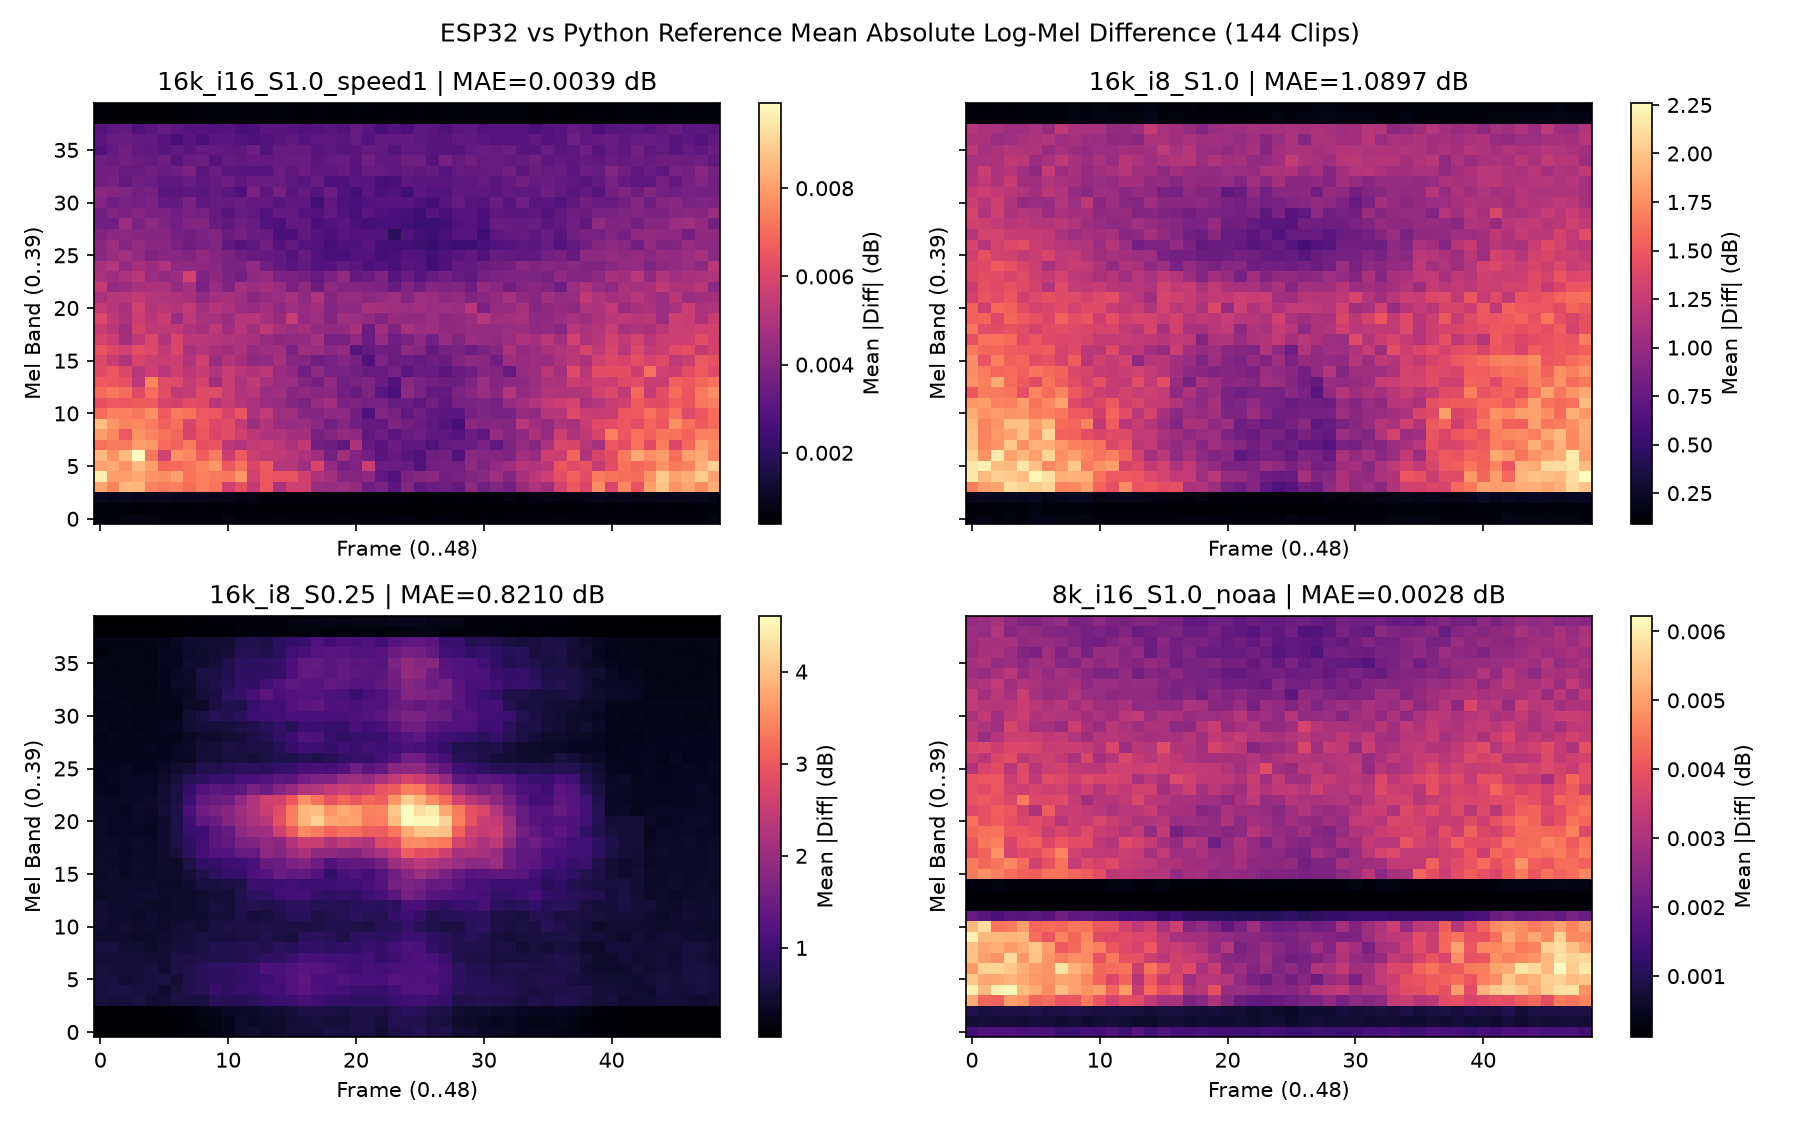 ESP32 vs Python Reference Mean Absolute Log-Mel Difference (144 Clips)
16k_i16_S1.0_speed1 | MAE=0.0039 dB
35
30
25
20
15
10
5
0
Mel Band (0..39)
Frame (0..48)
0.008
0.006
0.004
0.002
Mean |Diff| (dB)
16k_i8_S1.0 | MAE=1.0897 dB
Mel Band (0..39)
Frame (0..48)
2.25
2.00
1.75
1.50
1.25
1.00
0.75
0.50
0.25
Mean |Diff| (dB)
16k_i8_S0.25 | MAE=0.8210 dB
35
30
25
20
15
10
5
0
Mel Band (0..39)
0 10 20 30 40
Frame (0..48)
4
3
2
1
Mean |Diff| (dB)
8k_i16_S1.0_noaa | MAE=0.0028 dB
Mel Band (0..39)
0 10 20 30 40
Frame (0..48)
0.006
0.005
0.004
0.003
0.002
0.001
Mean |Diff| (dB)